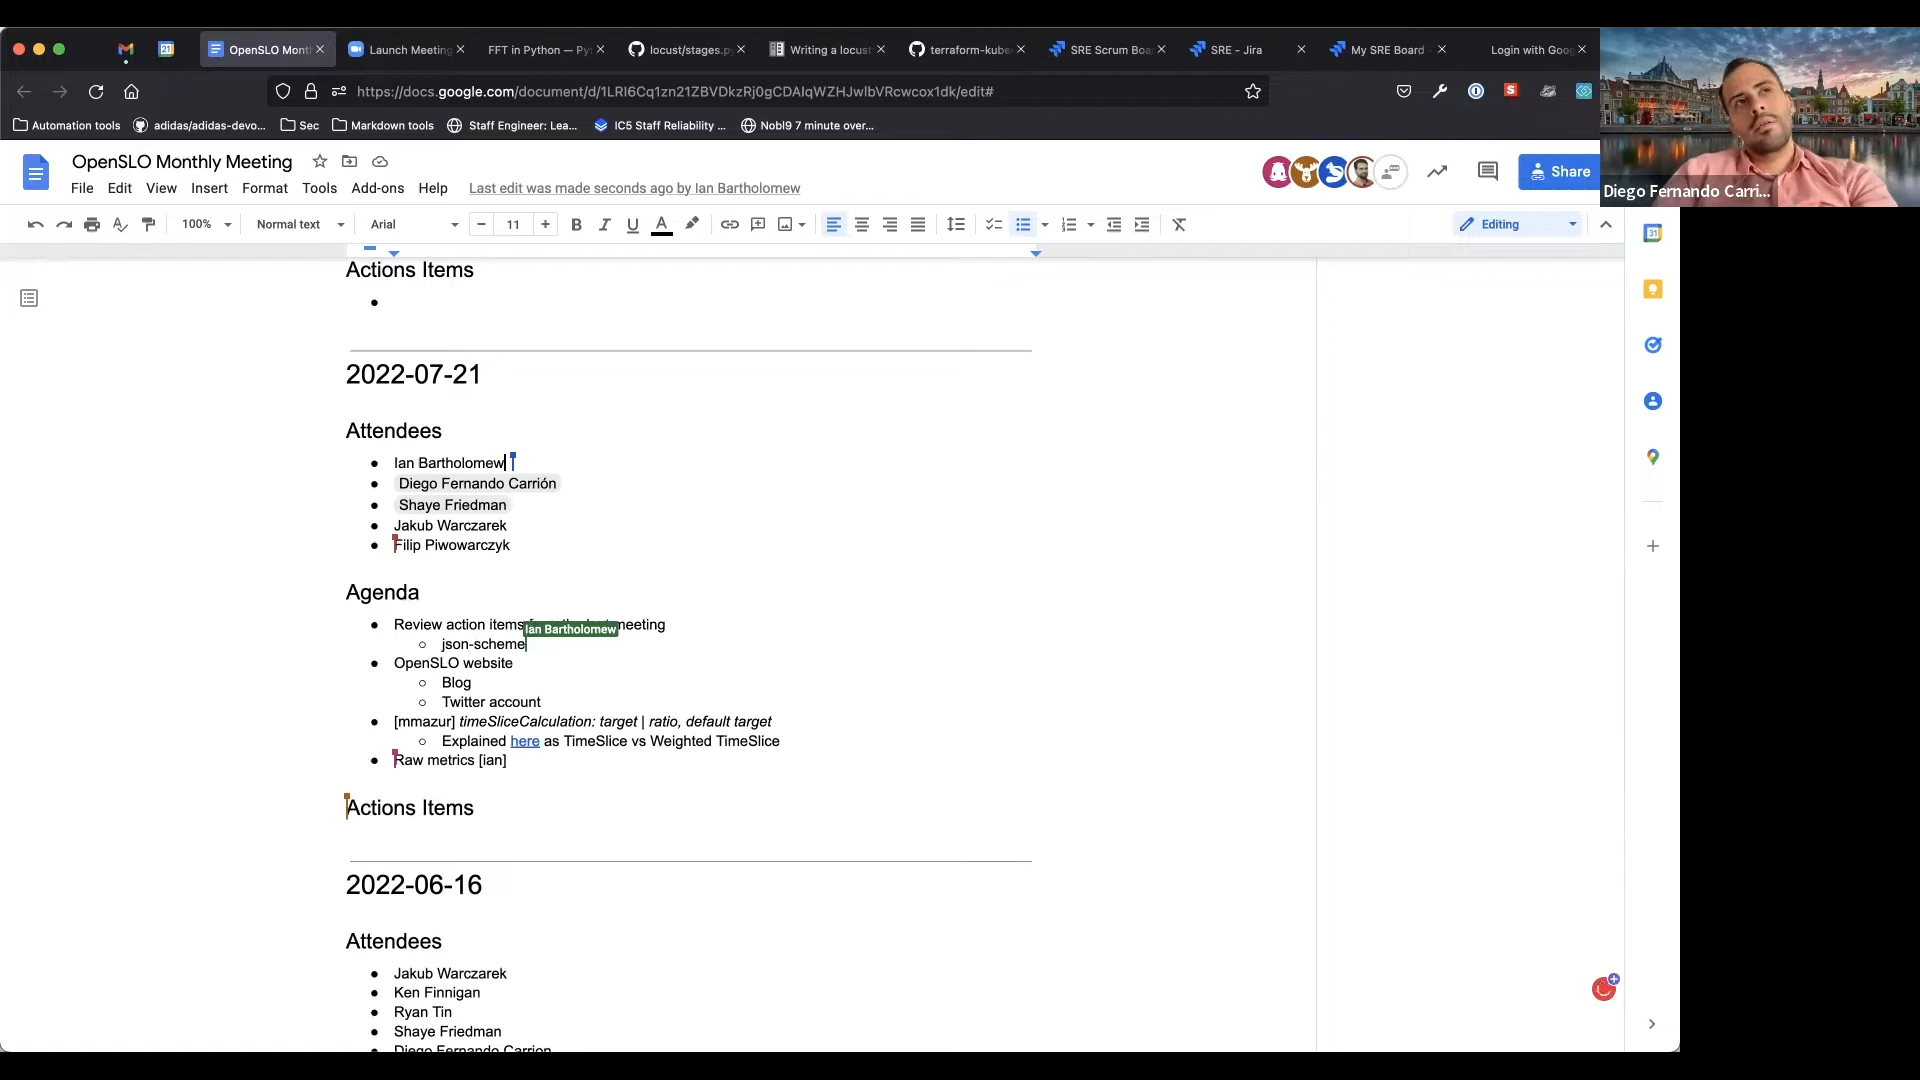 OpenSLO Mont
Launch Meeting
FFT in Python — Py
locust/stages.p
Writing a locus
terraform-kube
SRE Scrum Boa
SRE - Jira
My SRE Board -
Login with Goo
https://docs.google.com/document/d/1LRI6Cq1zn21ZBVDkzRj0gCDAIqWZHJwlbVRcwcox1dk/edit#
Automation tools
adidas/adidas-devo...
Sec
Markdown tools
Staff Engineer: Lea...
IC5 Staff Reliability ...
Nobl9 7 minute over...
OpenSLO Monthly Meeting
Share
Diego Fernando Carri...
File Edit View Insert Format Tools Add-ons Help Last edit was made seconds ago by Ian Bartholomew
100% Normal text Arial 11 Editing
Actions Items
2022-07-21
Attendees
Ian Bartholomew
Diego Fernando Carrión
Shaye Friedman
Jakub Warczarek
Filip Piwowarczyk
Agenda
Review action items meeting
Ian Bartholomew
json-scheme
OpenSLO website
Blog
Twitter account
[mmazur] timeSliceCalculation: target | ratio, default target
Explained here as TimeSlice vs Weighted TimeSlice
Raw metrics [ian]
Actions Items
2022-06-16
Attendees
Jakub Warczarek
Ken Finnigan
Ryan Tin
Shaye Friedman
Diego Fernando Carrion